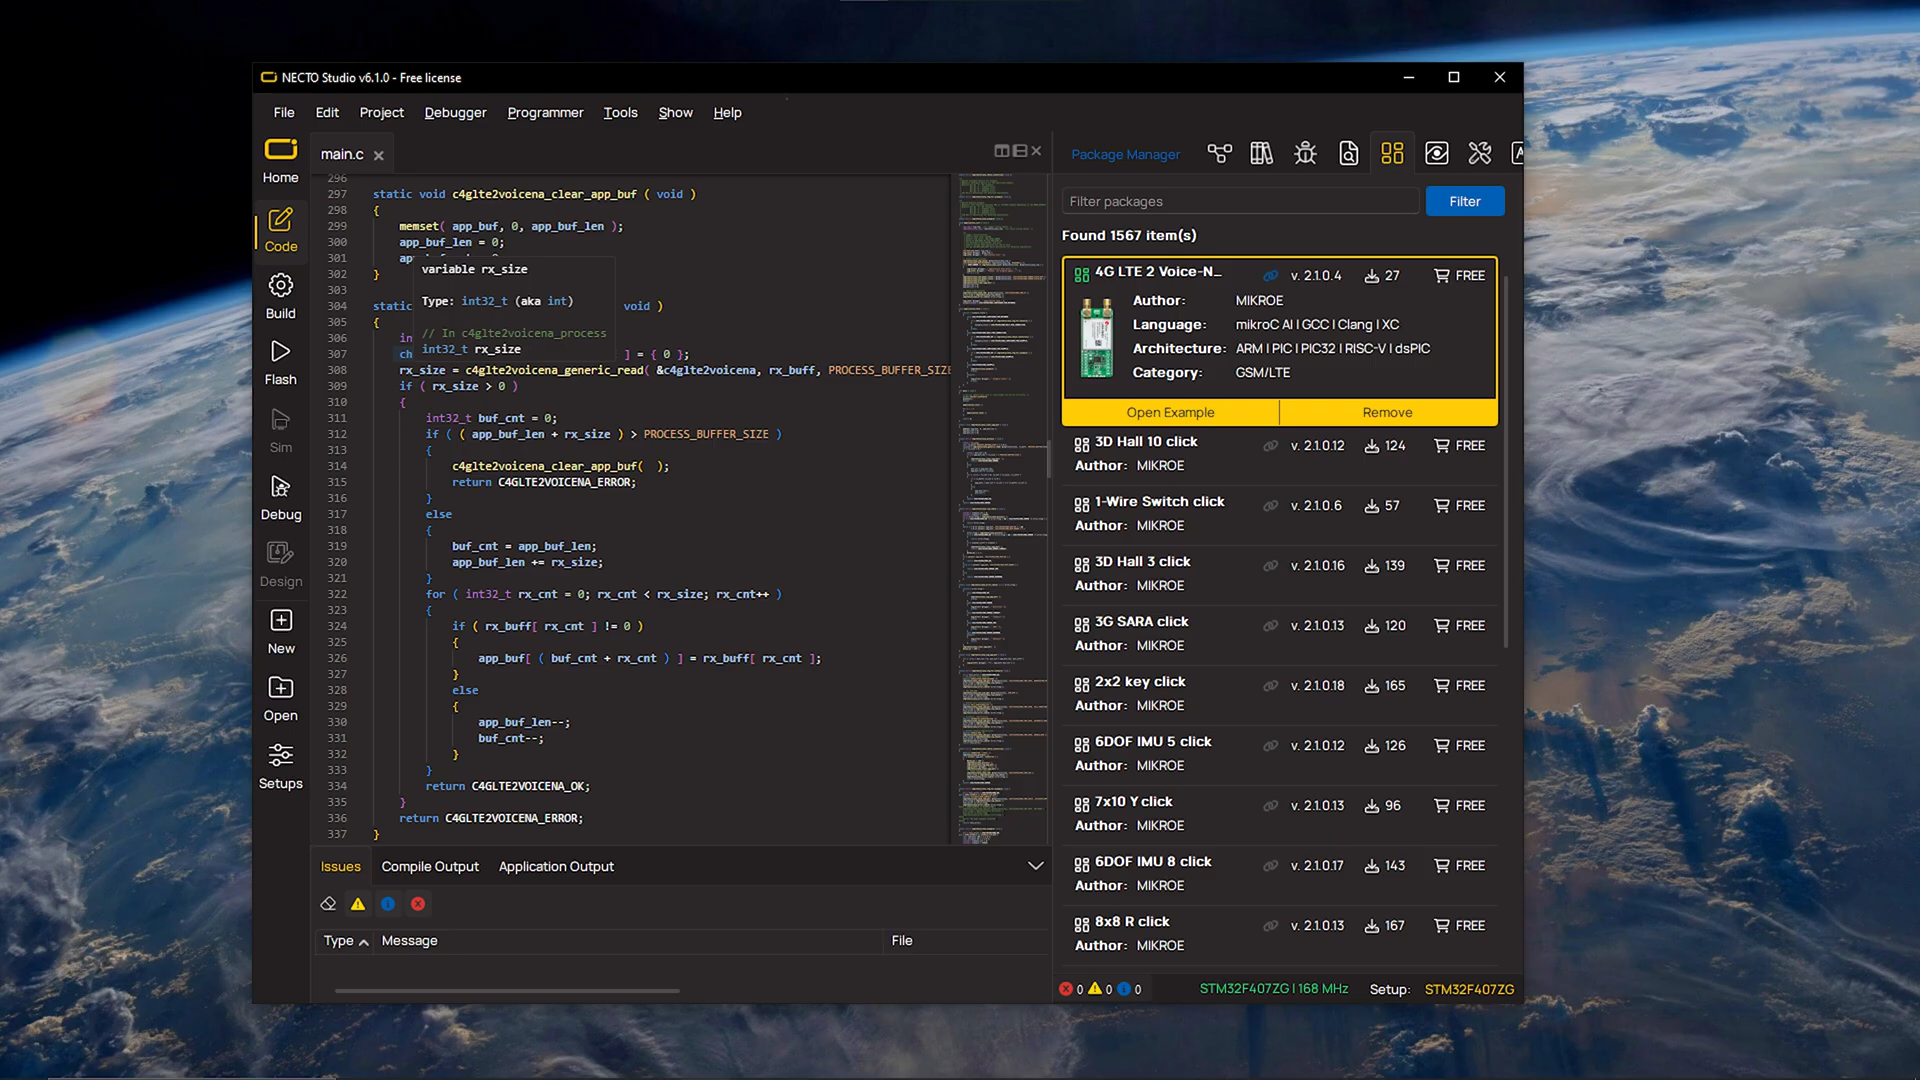 NECTO Studio v6.1.0 - Free license
File Edit Project Debugger Programmer Tools Show Help
Home
Code
Build
Flash
Sim
Debug
Design
New
Open
Setups
main.c
296
297 static void c4glte2voicena_clear_app_buf ( void )
298 {
299 memset( app_buf, 0, app_buf_len );
300 app_buf_len = 0;
301 ap
302 }
303
304 static void )
305 {
306 in
307 ch ] = { 0 };
308 rx_size = c4glte2voicena_generic_read( &c4glte2voicena, rx_buff, PROCESS_BUFFER_SIZE
309 if ( rx_size > 0 )
310 {
311 int32_t buf_cnt = 0;
312 if ( ( app_buf_len + rx_size ) > PROCESS_BUFFER_SIZE )
313 {
314 c4glte2voicena_clear_app_buf( );
315 return C4GLTE2VOICENA_ERROR;
316 }
317 else
318 {
319 buf_cnt = app_buf_len;
320 app_buf_len += rx_size;
321 }
322 for ( int32_t rx_cnt = 0; rx_cnt < rx_size; rx_cnt++ )
323 {
324 if ( rx_buff[ rx_cnt ] != 0 )
325 {
326 app_buf[ ( buf_cnt + rx_cnt ) ] = rx_buff[ rx_cnt ];
327 }
328 else
329 {
330 app_buf_len--;
331 buf_cnt--;
332 }
333 }
334 return C4GLTE2VOICENA_OK;
335 }
336 return C4GLTE2VOICENA_ERROR;
337 }
variable rx_size
Type: int32_t (aka int)
// In c4glte2voicena_process
int32_t rx_size
Issues Compile Output Application Output
Type Message File
Package Manager
Filter packages Filter
Found 1567 item(s)
4G LTE 2 Voice-N... v. 2.1.0.4 27 FREE
Author: MIKROE
Language: mikroC AI | GCC | Clang | XC
Architecture: ARM | PIC | PIC32 | RISC-V | dsPIC
Category: GSM/LTE
Open Example Remove
3D Hall 10 click v. 2.1.0.12 124 FREE
Author: MIKROE
1-Wire Switch click v. 2.1.0.6 57 FREE
Author: MIKROE
3D Hall 3 click v. 2.1.0.16 139 FREE
Author: MIKROE
3G SARA click v. 2.1.0.13 120 FREE
Author: MIKROE
2x2 key click v. 2.1.0.18 165 FREE
Author: MIKROE
6DOF IMU 5 click v. 2.1.0.12 126 FREE
Author: MIKROE
7x10 Y click v. 2.1.0.13 96 FREE
Author: MIKROE
6DOF IMU 8 click v. 2.1.0.17 143 FREE
Author: MIKROE
8x8 R click v. 2.1.0.13 167 FREE
Author: MIKROE
0 0 0 STM32F407ZG | 168 MHz Setup: STM32F407ZG